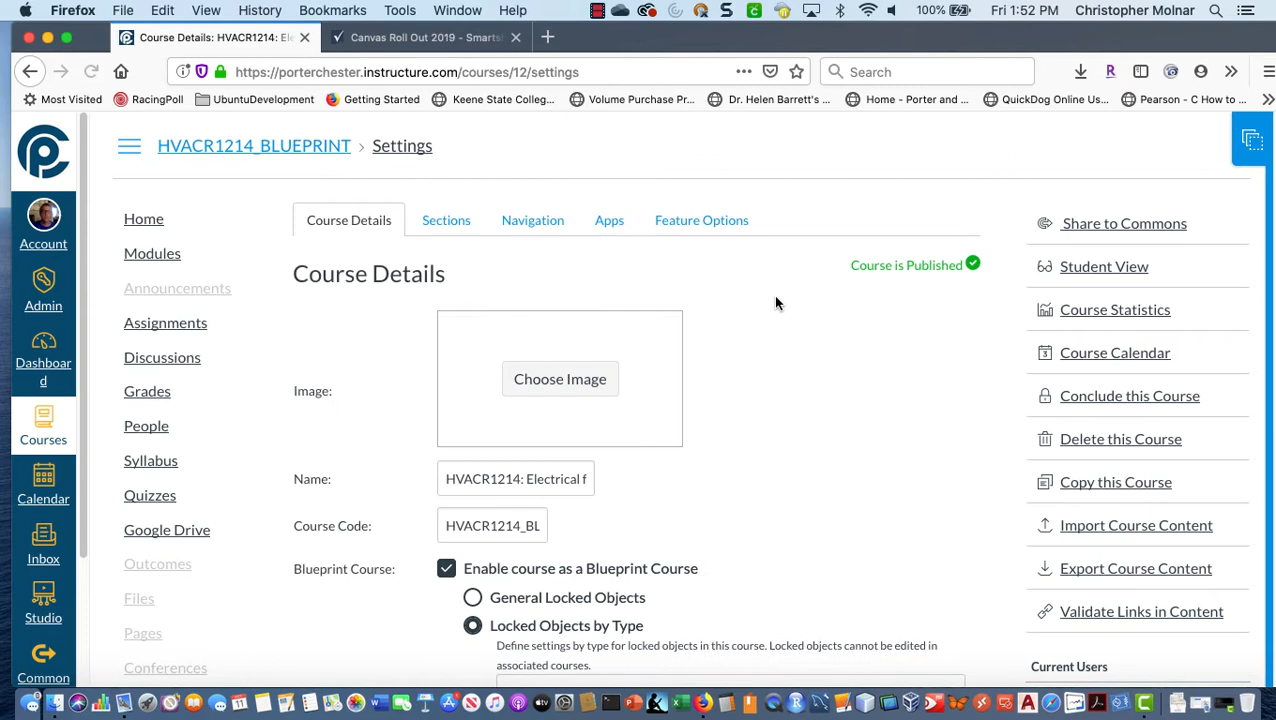 Firefox File Edit View History Bookmarks Tools Window Help 100% Fri 1:52 PM Christopher Molnar
Course Details: HVACR1214: Ele Canvas Roll Out 2019 - Smarts
https://porterchester.instructure.com/courses/12/settings Search
Most Visited RacingPoll UbuntuDevelopment Getting Started Keene State Colleg... Volume Purchase Pr... Dr. Helen Barrett's ... Home - Porter and ... QuickDog Online Us... Pearson - C How to ...
HVACR1214_BLUEPRINT > Settings
Account
Admin
Dashboar
d
Courses
Calendar
Inbox
Studio
Common
Home
Modules
Announcements
Assignments
Discussions
Grades
People
Syllabus
Quizzes
Google Drive
Outcomes
Files
Pages
Conferences
Course Details Sections Navigation Apps Feature Options
Course is Published
Course Details
Image: Choose Image
Name: HVACR1214: Electrical f
Course Code: HVACR1214_BL
Blueprint Course: Enable course as a Blueprint Course
General Locked Objects
Locked Objects by Type
Define settings by type for locked objects in this course. Locked objects cannot be edited in
associated courses.
Share to Commons
Student View
Course Statistics
Course Calendar
Conclude this Course
Delete this Course
Copy this Course
Import Course Content
Export Course Content
Validate Links in Content
Current Users